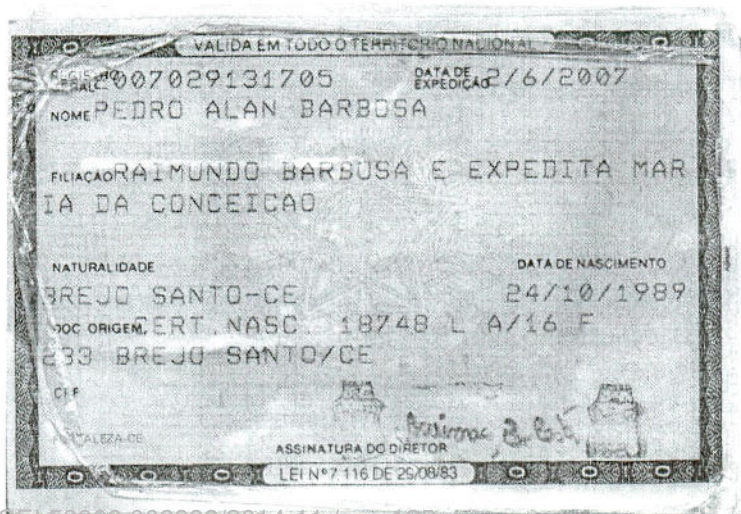 VALIDA EM TODO O TERRITORIO NACIONAL
REGISTRO GERAL 2007029131705 DATA DE EXPEDIÇÃO 2/6/2007
NOME PEDRO ALAN BARBOSA
FILIAÇÃO RAIMUNDO BARBOSA E EXPEDITA MAR
IA DA CONCEICAO
NATURALIDADE DATA DE NASCIMENTO
BREJO SANTO-CE 24/10/1989
DOC ORIGEM CERT.NASC. 18748 L A/16 F
233 BREJO SANTO/CE
CPF
FORTALEZA-CE
ASSINATURA DO DIRETOR
LEI Nº 7.116 DE 29/08/83